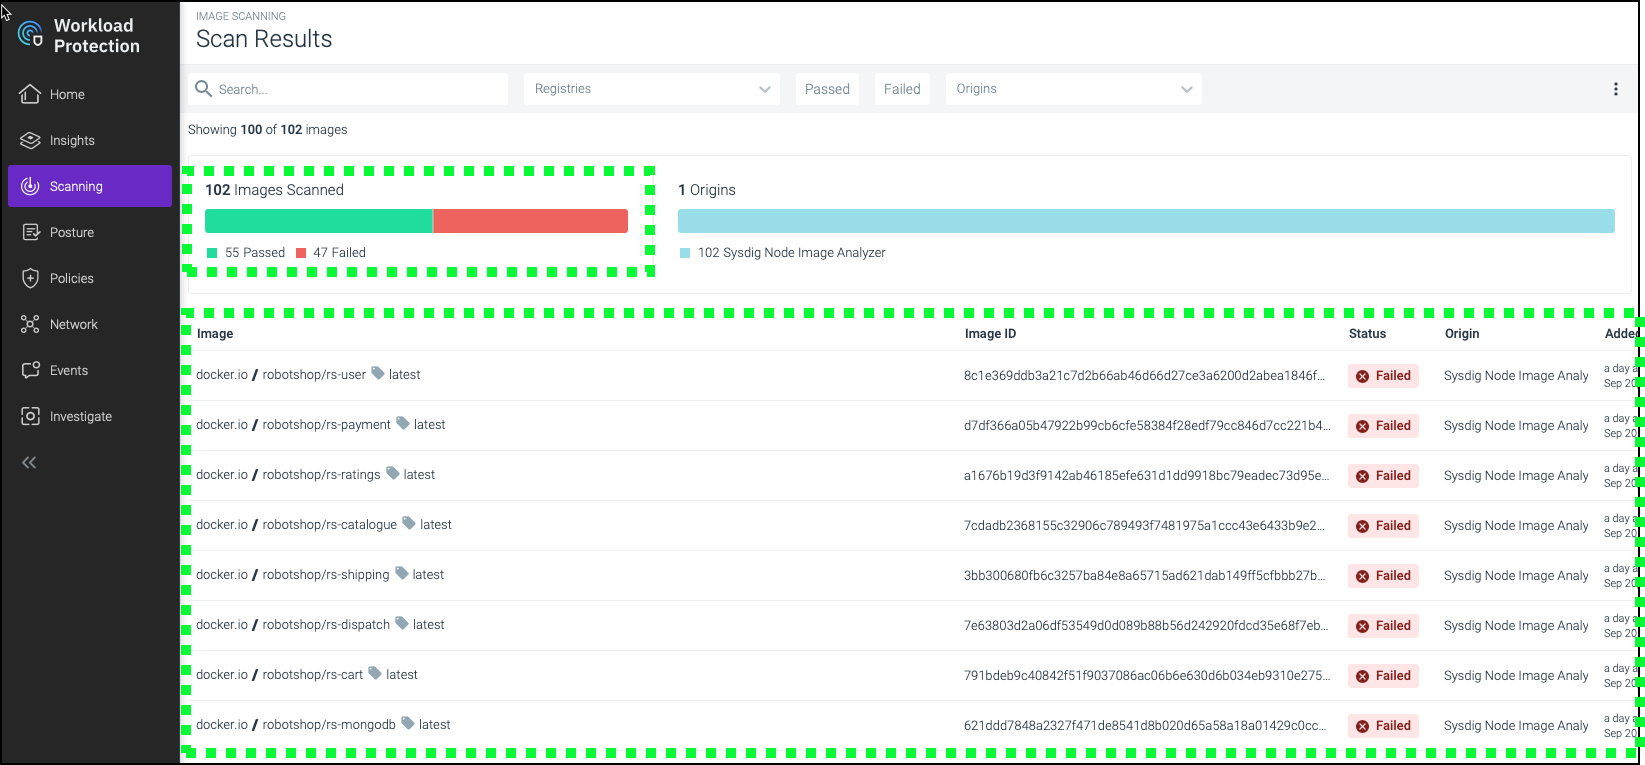 Workload
Protection
Home
Insights
Scanning
Posture
Policies
Network
Events
Investigate
IMAGE SCANNING
Scan Results
Search...
Registries
Passed
Failed
Origins
Showing 100 of 102 images
102 Images Scanned
55 Passed 47 Failed
1 Origins
102 Sysdig Node Image Analyzer
Image Image ID Status Origin Added
docker.io / robotshop/rs-user latest 8c1e369ddb3a21c7d2b66ab46d66d27ce3a6200d2abea1846f... Failed Sysdig Node Image Analy a day a
Sep 20
docker.io / robotshop/rs-payment latest d7df366a05b47922b99cb6cfe58384f28edf79cc846d7cc221b4... Failed Sysdig Node Image Analy a day a
Sep 20
docker.io / robotshop/rs-ratings latest a1676b19d3f9142ab46185efe631d1dd9918bc79eadec73d95e... Failed Sysdig Node Image Analy a day a
Sep 20
docker.io / robotshop/rs-catalogue latest 7cdadb2368155c32906c789493f7481975a1ccc43e6433b9e2... Failed Sysdig Node Image Analy a day a
Sep 20
docker.io / robotshop/rs-shipping latest 3bb300680fb6c3257ba84e8a65715ad621dab149ff5cfbbb27b... Failed Sysdig Node Image Analy a day a
Sep 20
docker.io / robotshop/rs-dispatch latest 7e63803d2a06df53549d0d089b88b56d242920fdcd35e68f7eb... Failed Sysdig Node Image Analy a day a
Sep 20
docker.io / robotshop/rs-cart latest 791bdeb9c40842f51f9037086ac06b6e630d6b034eb9310e275... Failed Sysdig Node Image Analy a day a
Sep 20
docker.io / robotshop/rs-mongodb latest 621ddd7848a2327f471de8541d8b020d65a58a18a01429c0cc... Failed Sysdig Node Image Analy a day a
Sep 20